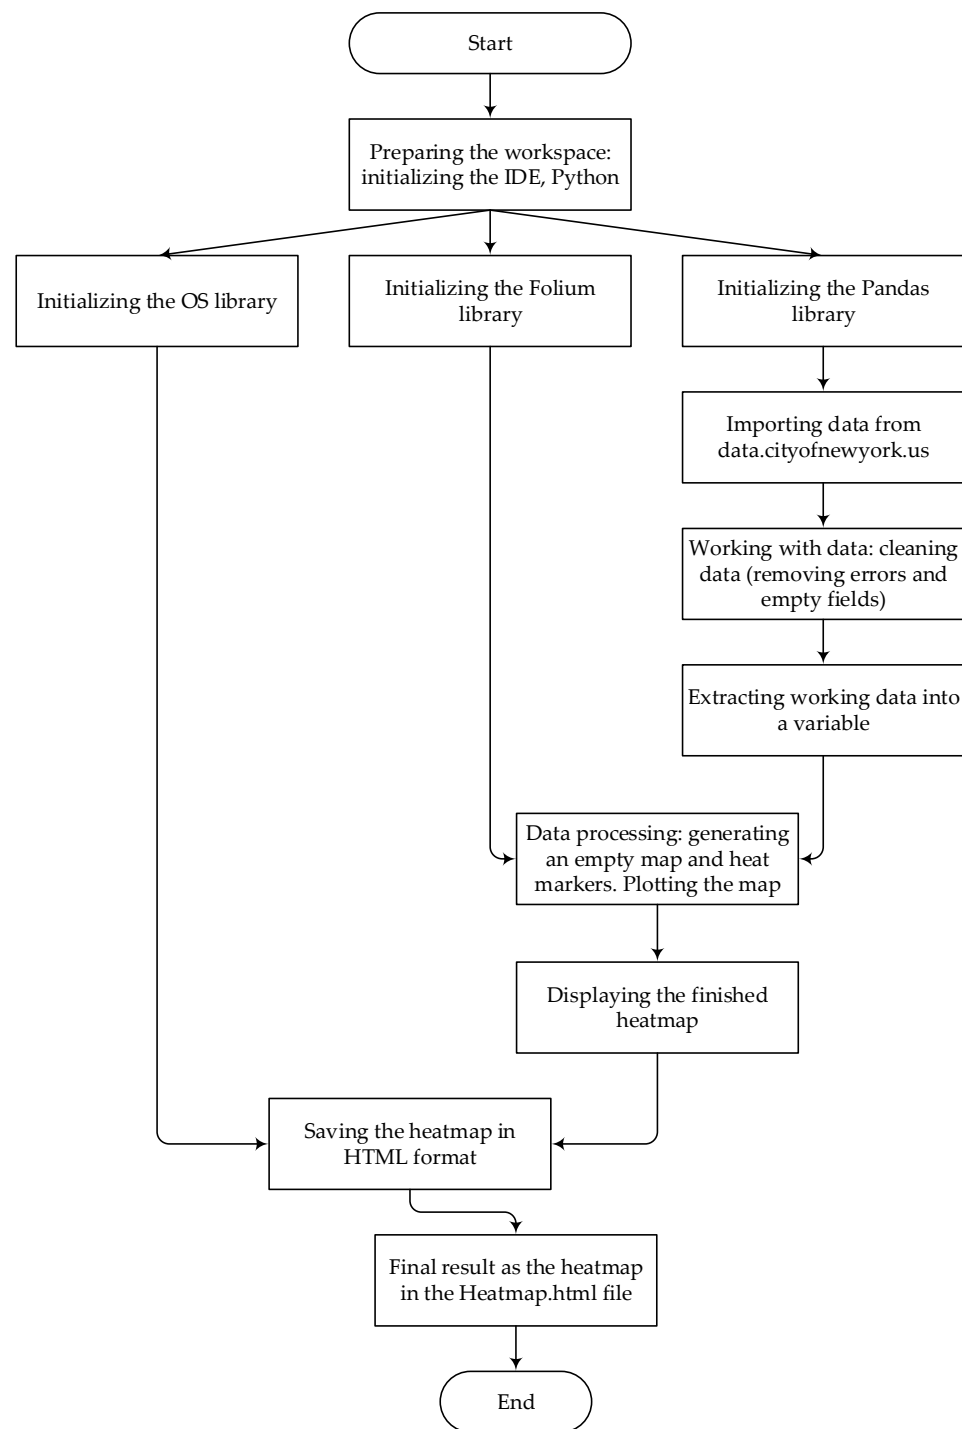 Start
Preparing the workspace:
initializing the IDE, Python
Initializing the OS library
Initializing the Folium
library
Initializing the Pandas
library
Importing data from
data.cityofnewyork.us
Working with data: cleaning
data (removing errors and
empty fields)
Extracting working data into
a variable
Data processing: generating
an empty map and heat
markers. Plotting the map
Displaying the finished
heatmap
Saving the heatmap in
HTML format
Final result as the heatmap
in the Heatmap.html file
End